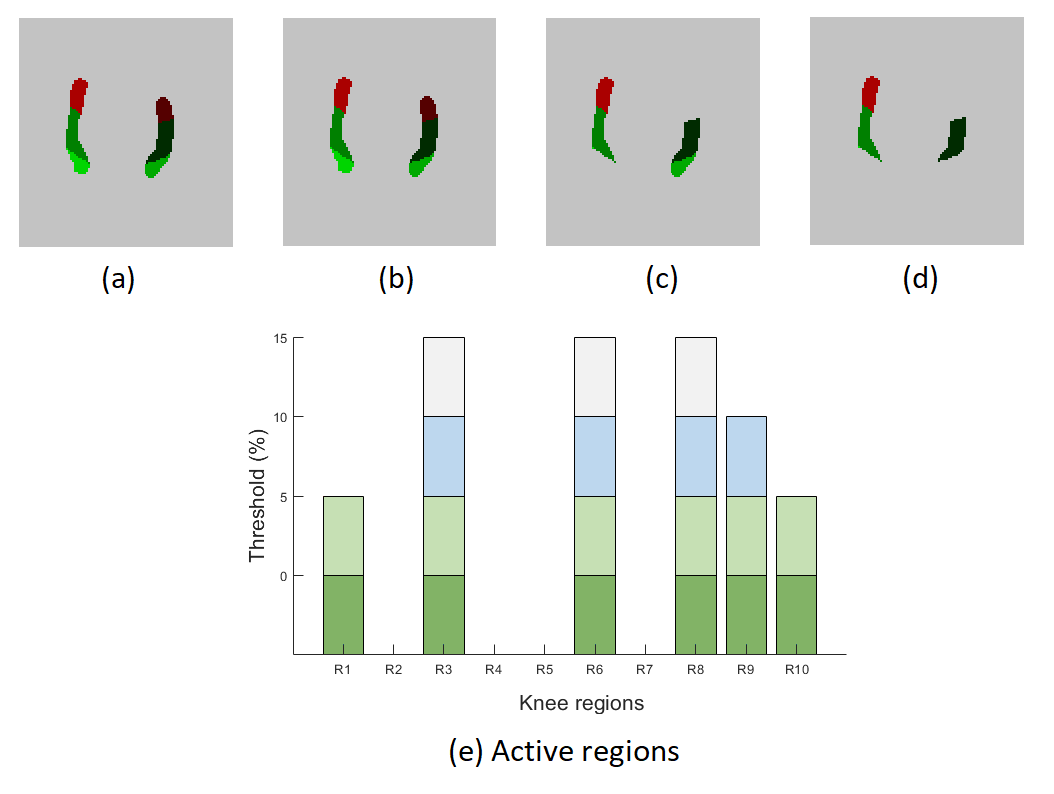 (a) (b) (c) (d)
15
10
5
0
Threshold (%)
R1 R2 R3 R4 R5 R6 R7 R8 R9 R10
Knee regions
(e) Active regions